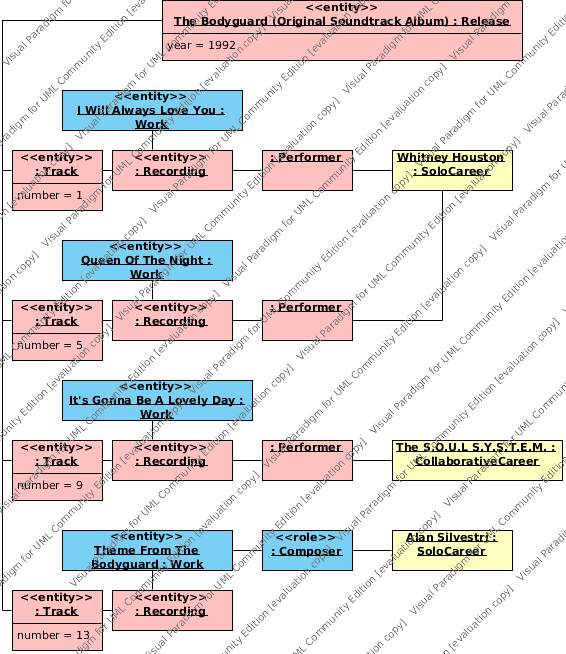 <<entity>>
The Bodyguard (Original Soundtrack Album) : Release
year = 1992
<<entity>>
I Will Always Love You :
Work
<<entity>>
: Track
number = 1
<<entity>>
: Recording
: Performer
Whitney Houston
: SoloCareer
<<entity>>
Queen Of The Night :
Work
<<entity>>
: Track
number = 5
<<entity>>
: Recording
: Performer
<<entity>>
It's Gonna Be A Lovely Day :
Work
<<entity>>
: Track
number = 9
<<entity>>
: Recording
: Performer
The S.O.U.L S.Y.S.T.E.M. :
CollaborativeCareer
<<entity>>
Theme From The
Bodyguard : Work
<<role>>
: Composer
Alan Silvestri :
SoloCareer
<<entity>>
: Track
number = 13
<<entity>>
: Recording
Visual Paradigm for UML Community Edition [evaluation copy]